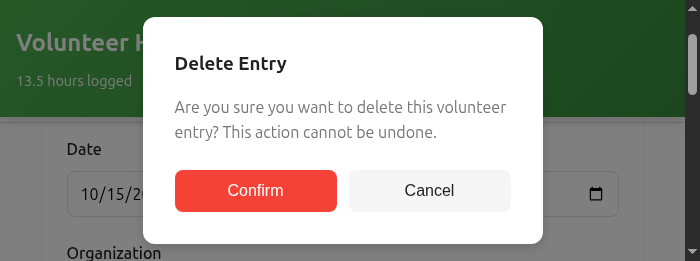 Volunteer
13.5 hours logged
Delete Entry
Are you sure you want to delete this volunteer
entry? This action cannot be undone.
Confirm
Cancel
Date
10/15/2
Organization